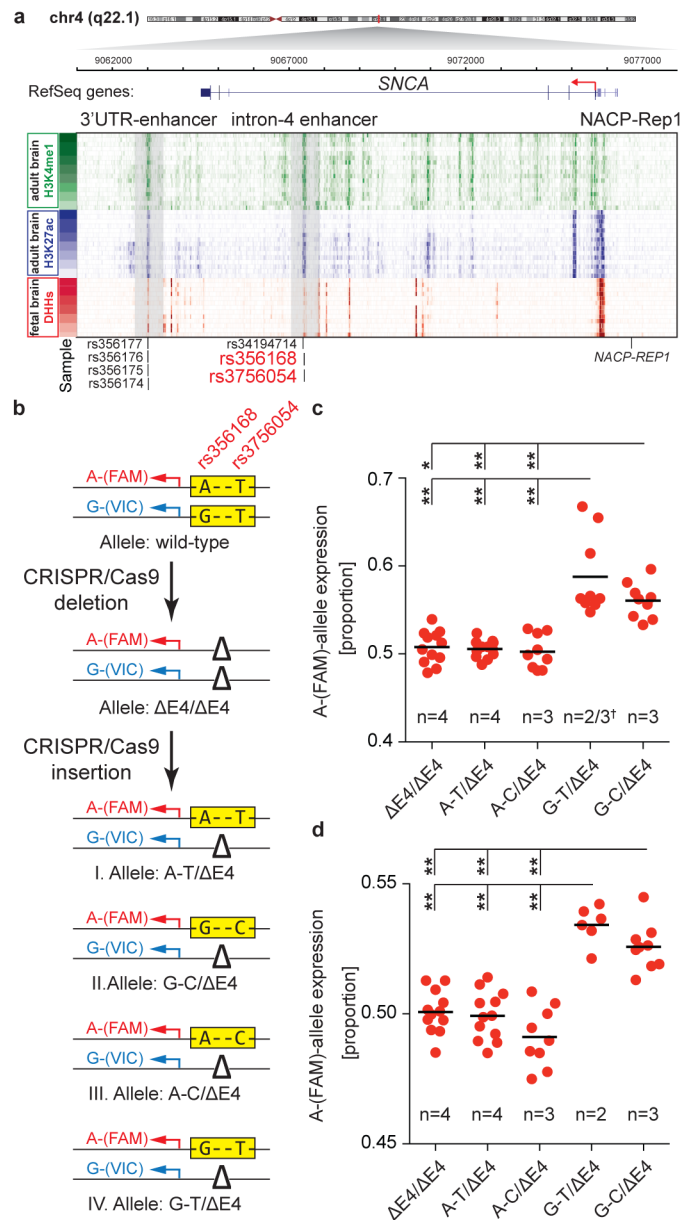 a
chr4 (q22.1)
9062000 9067000 9072000 9077000
RefSeq genes: SNCA
3'UTR-enhancer intron-4 enhancer NACP-Rep1
adult brain
H3K4me1
adult brain
H3K27ac
fetal brain
DHHs
Sample
rs356177 rs34194714
rs356176 rs356168 NACP-REP1
rs356175 rs3756054
rs356174
b
rs356168
rs3756054
A-(FAM) A--T
G-(VIC) G--T
Allele: wild-type
CRISPR/Cas9
deletion
A-(FAM)
G-(VIC) Δ
Δ
Allele: ΔE4/ΔE4
CRISPR/Cas9
insertion
A-(FAM) A--T
G-(VIC) Δ
I. Allele: A-T/ΔE4
A-(FAM) G--C
G-(VIC) Δ
II.Allele: G-C/ΔE4
A-(FAM) A--C
G-(VIC) Δ
III. Allele: A-C/ΔE4
A-(FAM) G--T
G-(VIC) Δ
IV. Allele: G-T/ΔE4
c
* ** **
** ** **
A-(FAM)-allele expression
[proportion]
0.7
0.6
0.5
0.4
n=4 n=4 n=3 n=2/3† n=3
ΔE4/ΔE4 A-T/ΔE4 A-C/ΔE4 G-T/ΔE4 G-C/ΔE4
d
** ** **
** ** **
A-(FAM)-allele expression
[proportion]
0.55
0.50
0.45
n=4 n=4 n=3 n=2 n=3
ΔE4/ΔE4 A-T/ΔE4 A-C/ΔE4 G-T/ΔE4 G-C/ΔE4